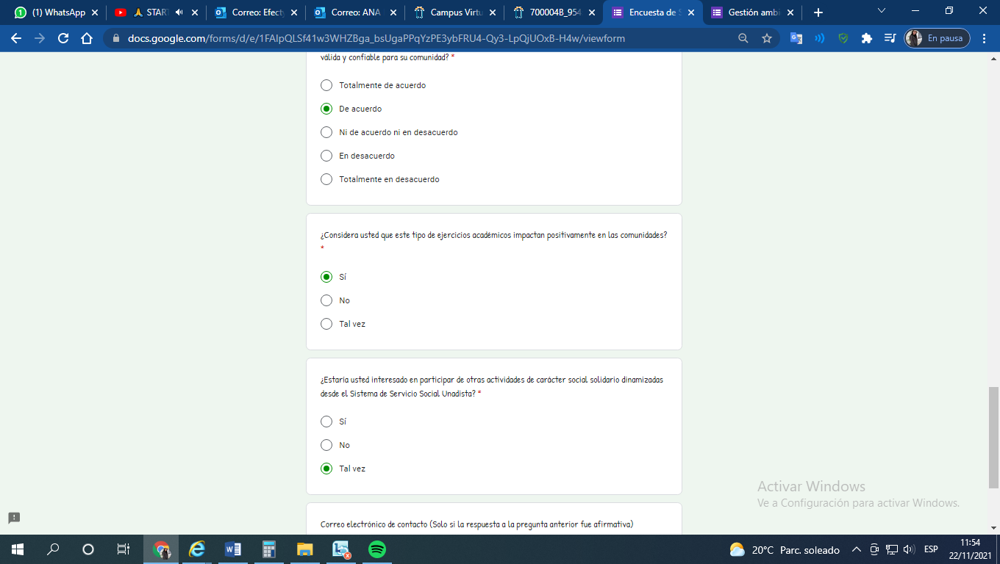 (1) WhatsApp
START
Correo: Efecty
Correo: ANA
Campus Virtu
700004B_954
Encuesta de S
Gestión ambi
docs.google.com/forms/d/e/1FAIpQLSf41w3WHZBga_bsUgaPPqYzPE3ybFRU4-Qy3-LpQjUOxB-H4w/viewform
En pausa
válida y confiable para su comunidad? *
Totalmente de acuerdo
De acuerdo
Ni de acuerdo ni en desacuerdo
En desacuerdo
Totalmente en desacuerdo
¿Considera usted que este tipo de ejercicios académicos impactan positivamente en las comunidades?
*
Sí
No
Tal vez
¿Estaría usted interesado en participar de otras actividades de carácter social solidario dinamizadas
desde el Sistema de Servicio Social Unadista? *
Sí
No
Tal vez
Activar Windows
Ve a Configuración para activar Windows.
Correo electrónico de contacto (Solo si la respuesta a la pregunta anterior fue afirmativa)
20°C Parc. soleado
ESP
11:54
22/11/2021